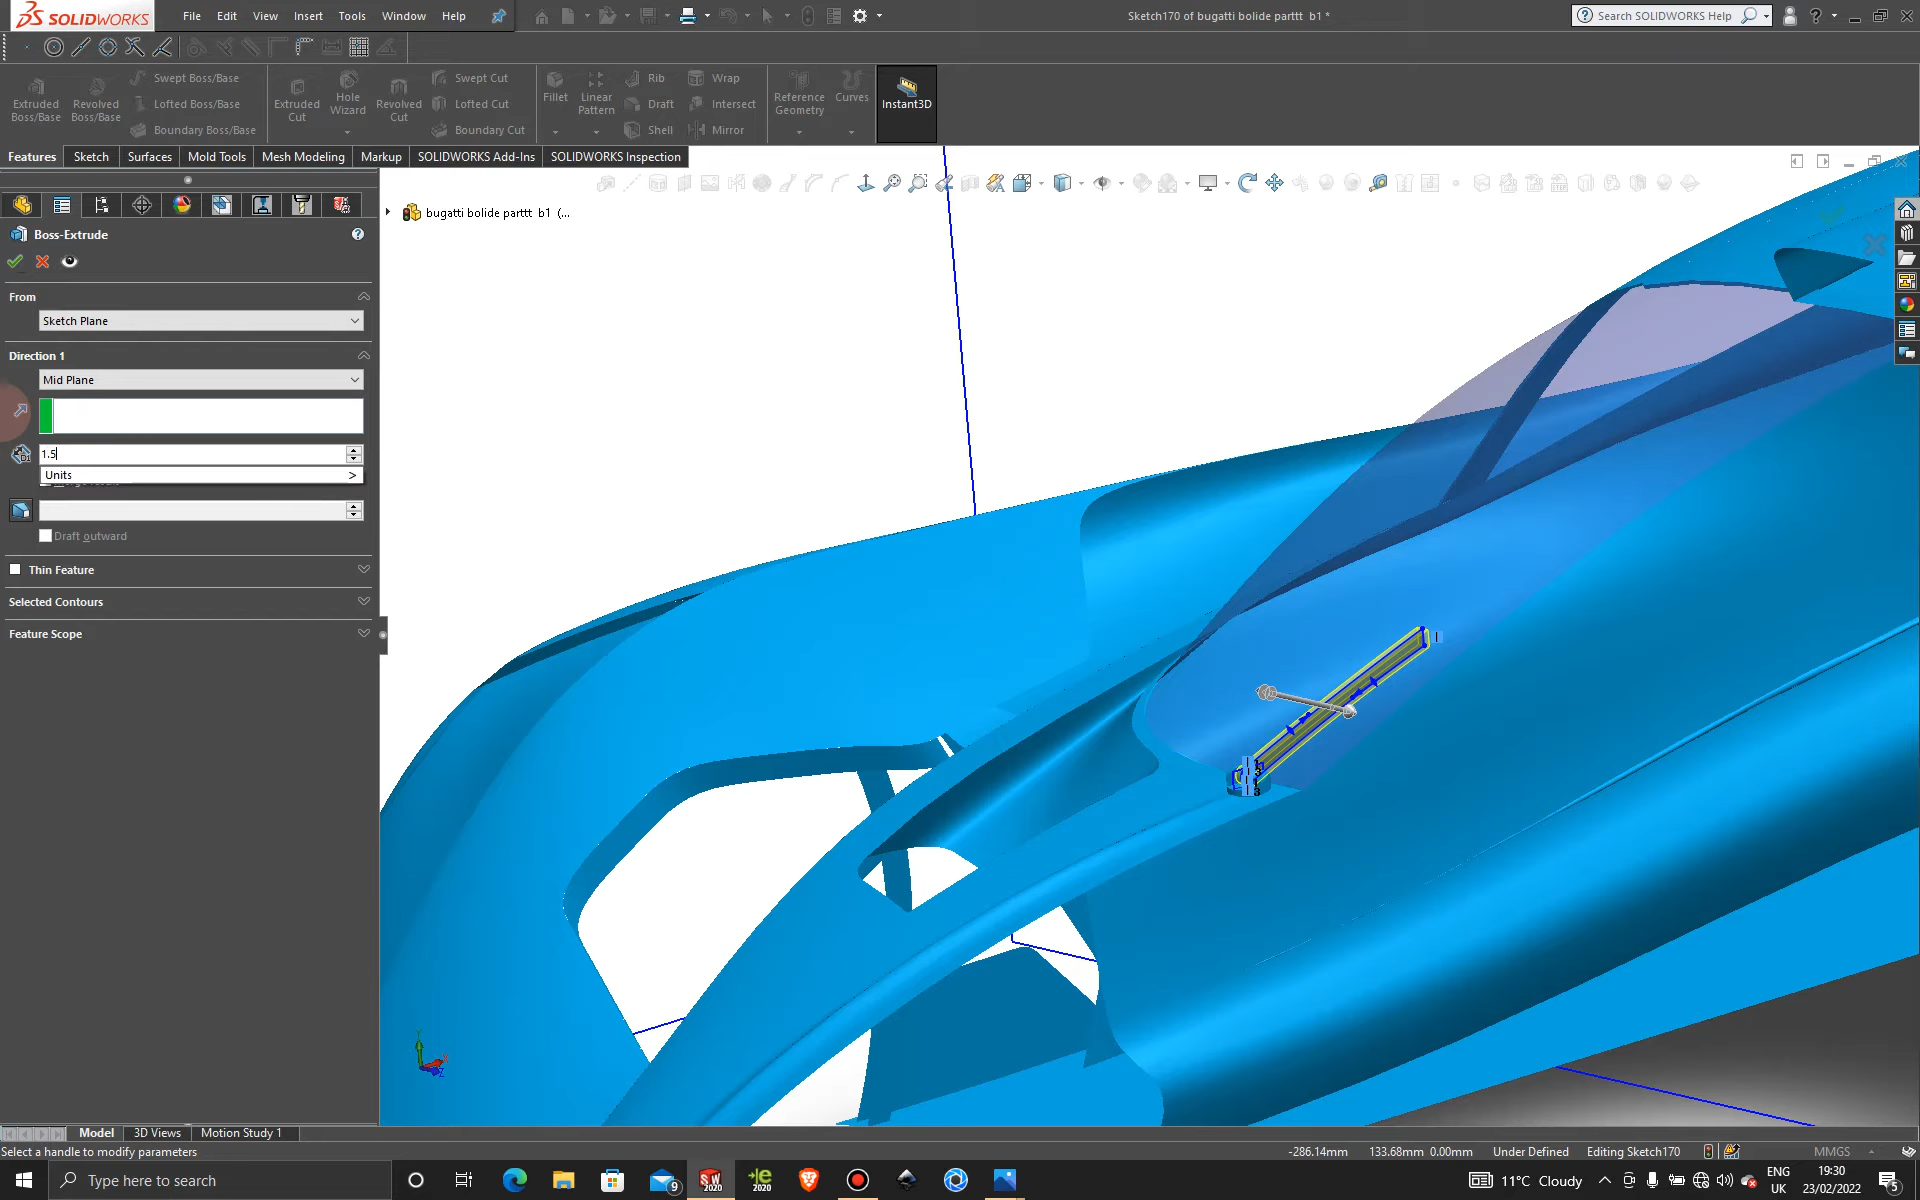 SOLIDWORKS
File Edit View Insert Tools Window Help
Sketch170 of bugatti bolide parttt b1 *
Search SOLIDWORKS Help
Extruded Boss/Base
Revolved Boss/Base
Swept Boss/Base
Lofted Boss/Base
Boundary Boss/Base
Extruded Cut
Hole Wizard
Revolved Cut
Swept Cut
Lofted Cut
Boundary Cut
Fillet
Linear Pattern
Rib
Draft
Shell
Wrap
Intersect
Mirror
Reference Geometry
Curves
Instant3D
Features Sketch Surfaces Mold Tools Mesh Modeling Markup SOLIDWORKS Add-Ins SOLIDWORKS Inspection
bugatti bolide parttt b1 (...
Boss-Extrude
From
Sketch Plane
Direction 1
Mid Plane
1.5
Units >
Draft outward
Thin Feature
Selected Contours
Feature Scope
Model 3D Views Motion Study 1
Select a handle to modify parameters
-286.14mm 133.68mm 0.00mm Under Defined Editing Sketch170 MMGS
Type here to search
9
SW 2020
e 2020
11°C Cloudy
ENG
UK
19:30
23/02/2022
5